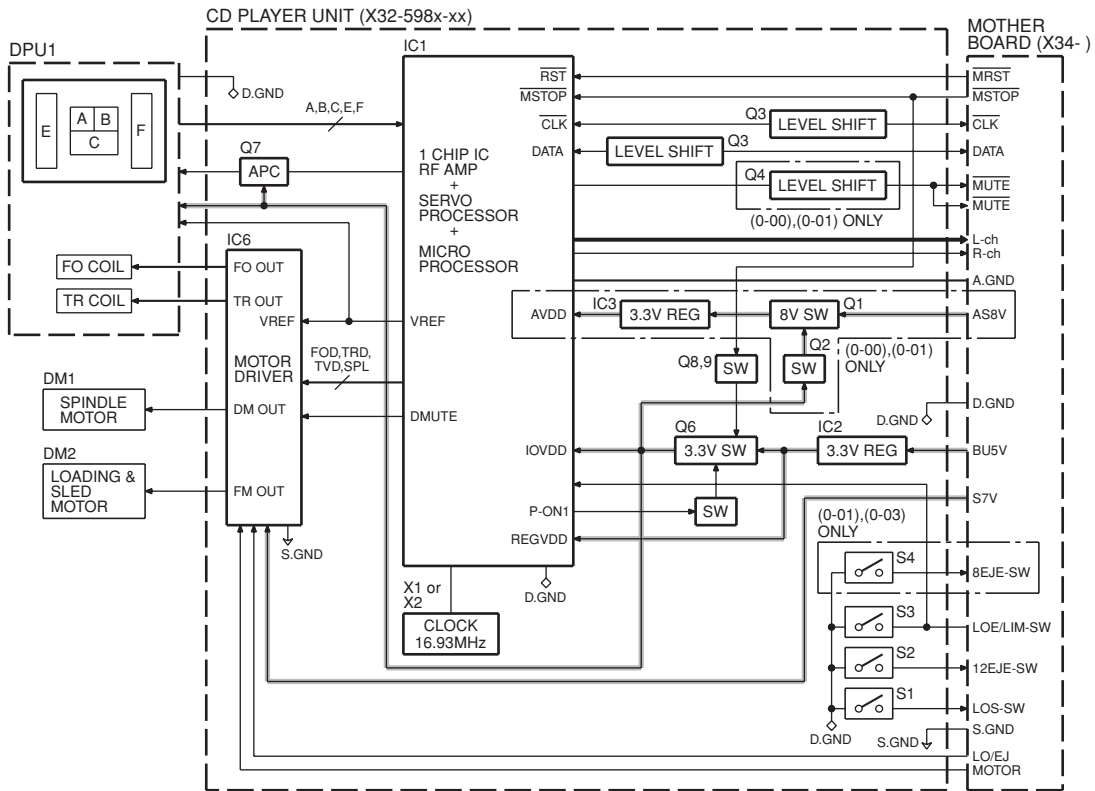 CD PLAYER UNIT (X32-598x-xx)
MOTHER
BOARD (X34- )
DPU1
IC1
D.GND
A,B,C,E,F
E
A
B
C
F
Q7
APC
1 CHIP IC
RF AMP
+
SERVO
PROCESSOR
+
MICRO
PROCESSOR
RST
MSTOP
CLK
DATA
Q3
LEVEL SHIFT
Q3
LEVEL SHIFT
Q4
LEVEL SHIFT
(0-00),(0-01) ONLY
MRST
MSTOP
CLK
DATA
MUTE
MUTE
L-ch
R-ch
A.GND
AS8V
IC6
FO COIL
FO OUT
TR COIL
TR OUT
VREF
VREF
MOTOR
DRIVER
FOD,TRD,
TVD,SPL
DM1
SPINDLE
MOTOR
DM OUT
DMUTE
DM2
LOADING &
SLED
MOTOR
FM OUT
S.GND
AVDD
IC3
3.3V REG
8V SW
Q1
Q2
SW
(0-00),(0-01)
ONLY
Q8,9
SW
D.GND
D.GND
Q6
3.3V SW
IC2
3.3V REG
IOVDD
BU5V
S7V
P-ON1
SW
REGVDD
D.GND
(0-01),(0-03)
ONLY
S4
8EJE-SW
S3
LOE/LIM-SW
S2
12EJE-SW
S1
LOS-SW
D.GND
S.GND
S.GND
LO/EJ
MOTOR
X1 or
X2
CLOCK
16.93MHz